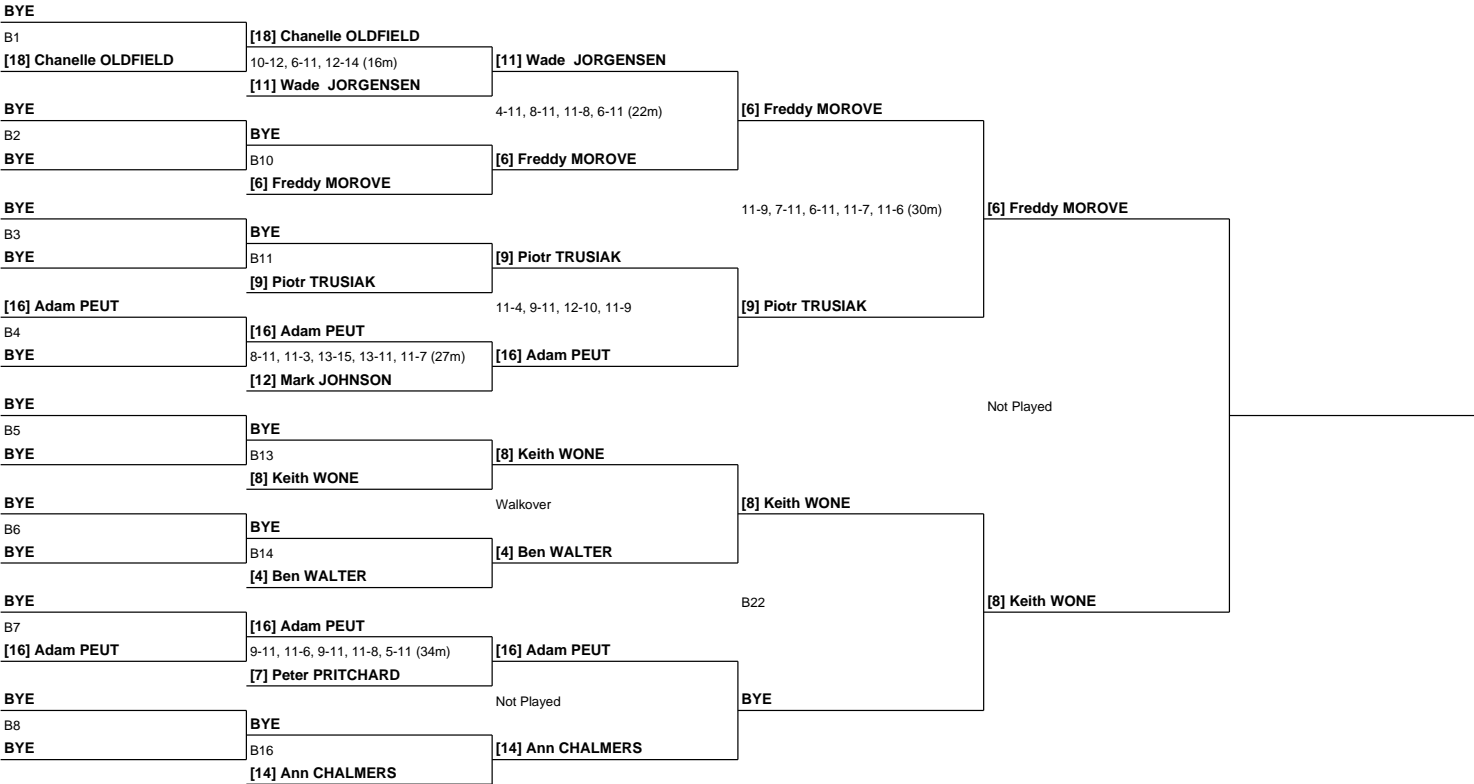 BYE
B1
[18] Chanelle OLDFIELD
[18] Chanelle OLDFIELD
10-12, 6-11, 12-14 (16m)
[11] Wade  JORGENSEN
[11] Wade  JORGENSEN
BYE
B2
BYE
BYE
B10
[6] Freddy MOROVE
4-11, 8-11, 11-8, 6-11 (22m)
[6] Freddy MOROVE
[6] Freddy MOROVE
BYE
B3
BYE
BYE
B11
[9] Piotr TRUSIAK
[9] Piotr TRUSIAK
11-9, 7-11, 6-11, 11-7, 11-6 (30m)
[6] Freddy MOROVE
[16] Adam PEUT
B4
BYE
[16] Adam PEUT
8-11, 11-3, 13-15, 13-11, 11-7 (27m)
[12] Mark JOHNSON
11-4, 9-11, 12-10, 11-9
[16] Adam PEUT
[9] Piotr TRUSIAK
BYE
B5
BYE
BYE
B13
[8] Keith WONE
[8] Keith WONE
Not Played
BYE
B6
BYE
BYE
B14
[4] Ben WALTER
Walkover
[4] Ben WALTER
[8] Keith WONE
BYE
B7
[16] Adam PEUT
[16] Adam PEUT
9-11, 11-6, 9-11, 11-8, 5-11 (34m)
[7] Peter PRITCHARD
[16] Adam PEUT
B22
[8] Keith WONE
BYE
B8
BYE
BYE
B16
[14] Ann CHALMERS
Not Played
[14] Ann CHALMERS
BYE